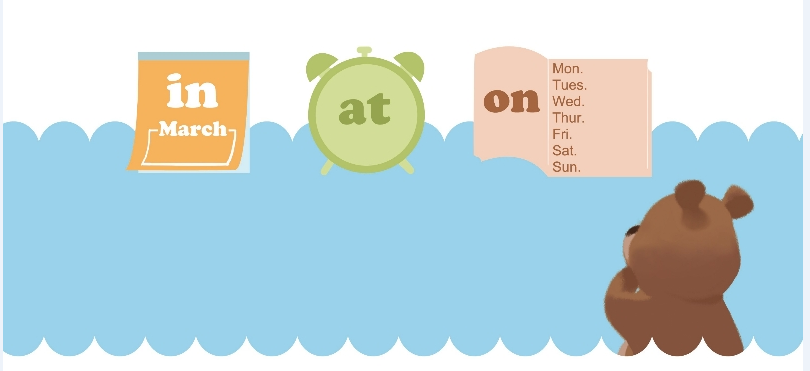 in
March
at
on
Mon.
Tues.
Wed.
Thur.
Fri.
Sat.
Sun.